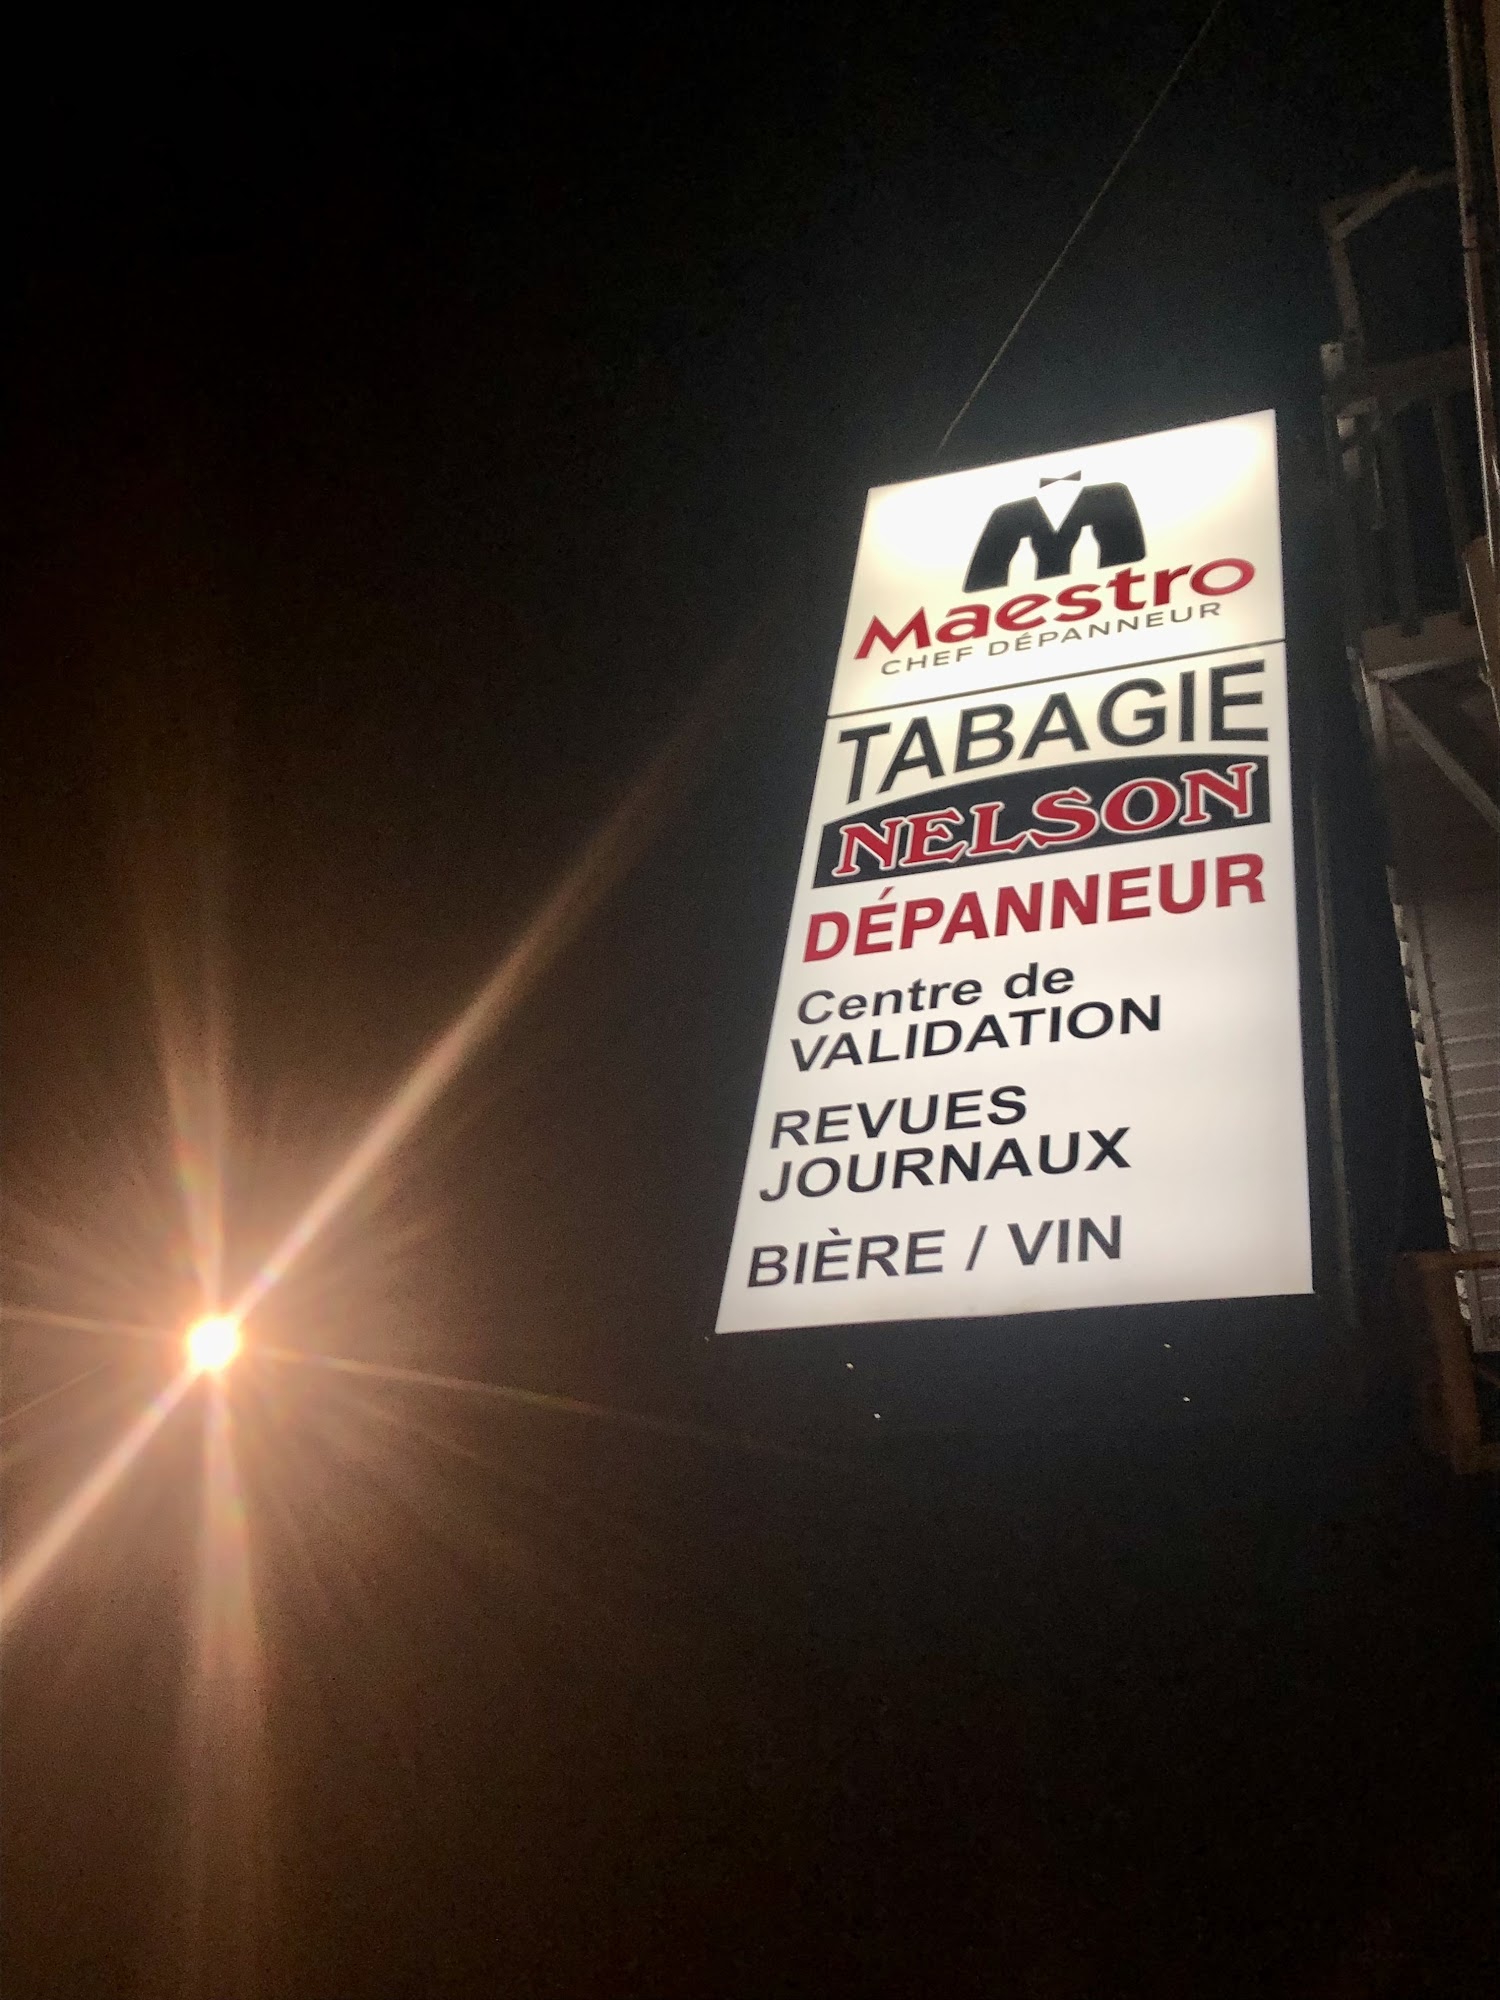 Maestro
CHEF DÉPANNEUR
TABAGIE
NELSON
DÉPANNEUR
Centre de
VALIDATION
REVUES
JOURNAUX
BIÈRE / VIN